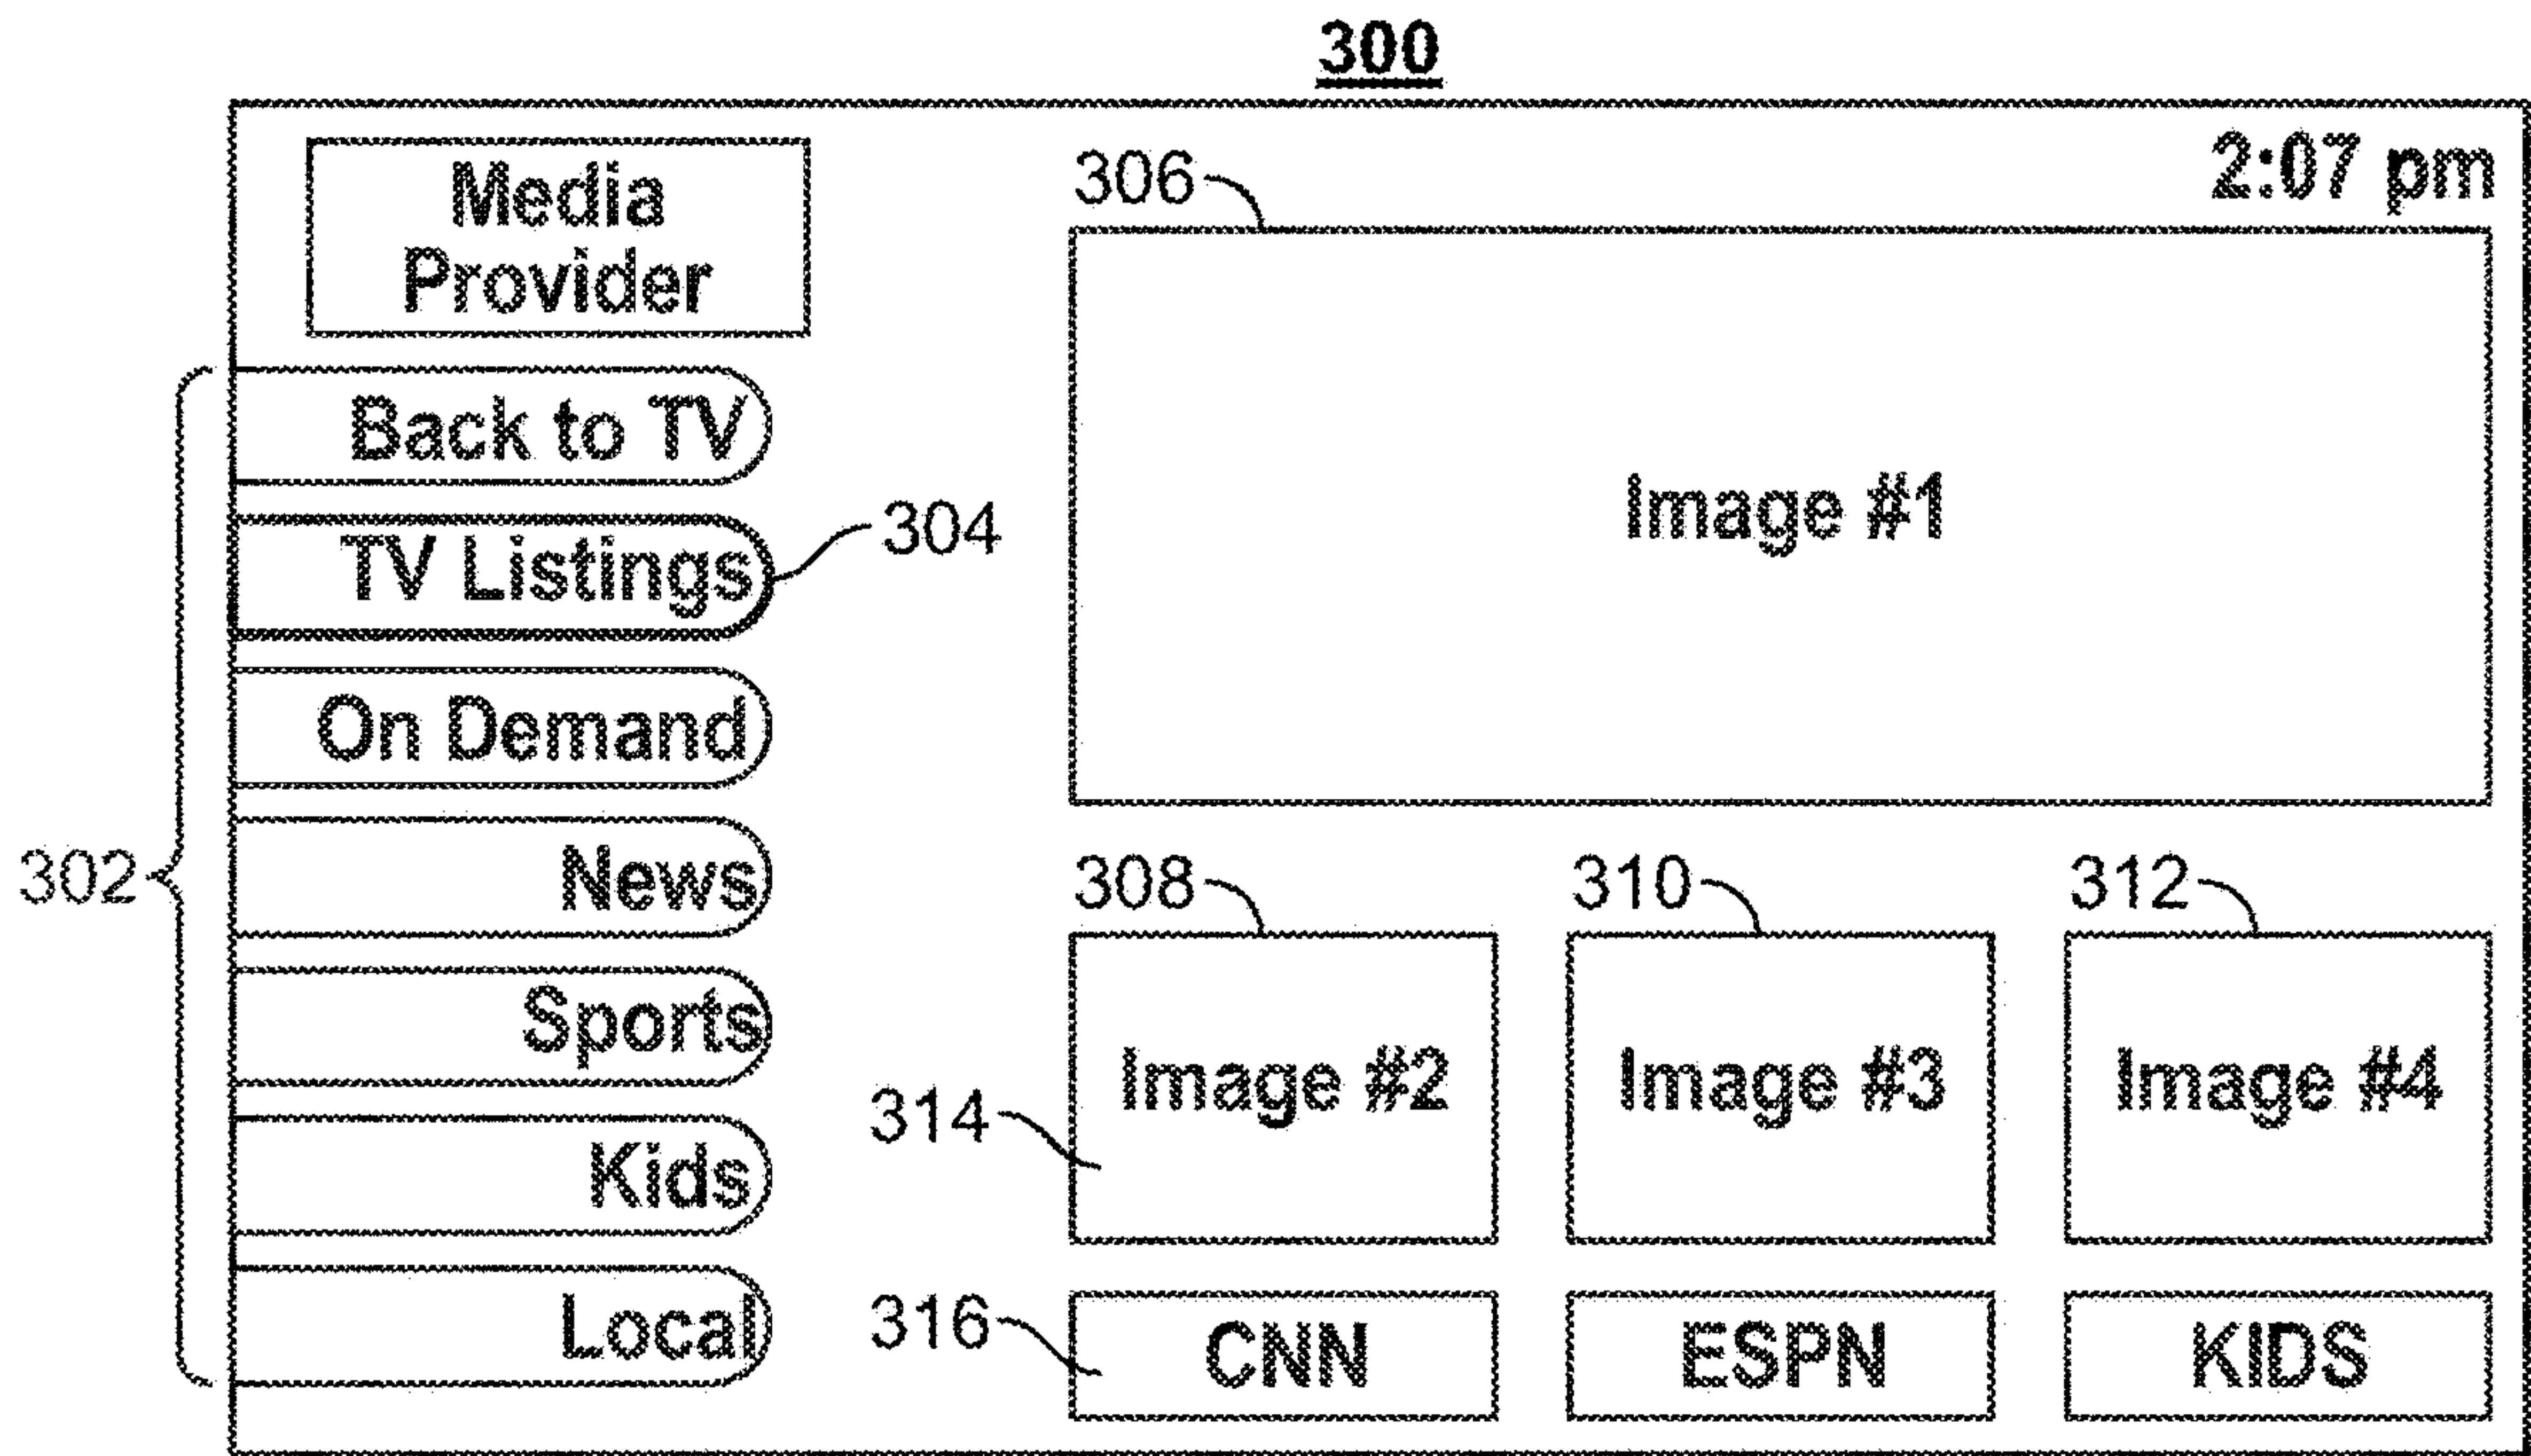 300
2:07 pm
Media
Provider
306
Back to TV
Image #1
TV Listings
304
On Demand
302
News
308
310
312
Sports
Image #2
Image #3
Image #4
314
Kids
Local
316
CNN
ESPN
KIDS